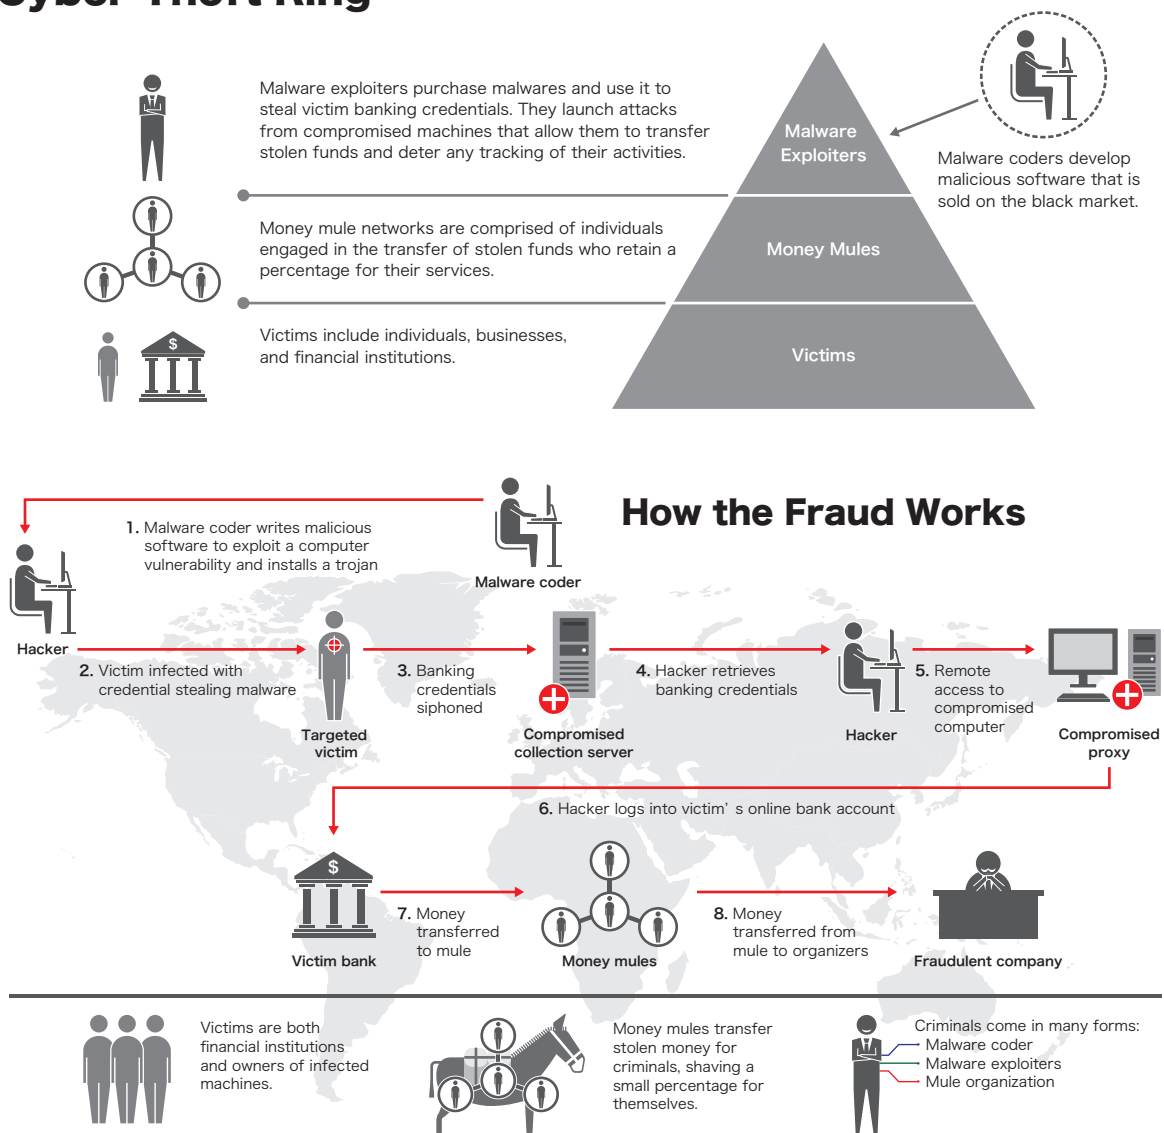 Cyber Theft Ring
Malware exploiters purchase malwares and use it to
steal victim banking credentials. They launch attacks
from compromised machines that allow them to transfer
stolen funds and deter any tracking of their activities.
Malware
Exploiters
Malware coders develop
malicious software that is
sold on the black market.
Money mule networks are comprised of individuals
engaged in the transfer of stolen funds who retain a
percentage for their services.
Money Mules
Victims include individuals, businesses,
and financial institutions.
$
Victims
How the Fraud Works
1. Malware coder writes malicious
software to exploit a computer
vulnerability and installs a trojan
Malware coder
Hacker
2. Victim infected with
credential stealing malware
Targeted
victim
3. Banking
credentials
siphoned
Compromised
collection server
4. Hacker retrieves
banking credentials
Hacker
5. Remote
access to
compromised
computer
Compromised
proxy
6. Hacker logs into victim’ s online bank account
$
Victim bank
7. Money
transferred
to mule
Money mules
8. Money
transferred from
mule to organizers
Fraudulent company
Victims are both
financial institutions
and owners of infected
machines.
Money mules transfer
stolen money for
criminals, shaving a
small percentage for
themselves.
Criminals come in many forms:
Malware coder
Malware exploiters
Mule organization